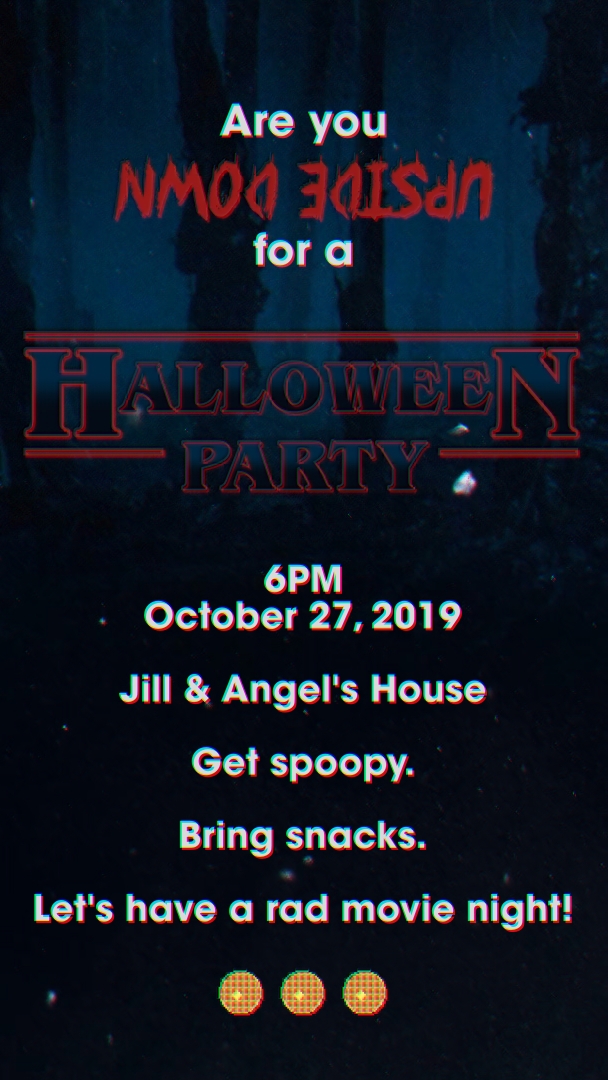 Are you
UPSIDE DOWN
for a
HALLOWEEN
PARTY
6PM
October 27, 2019
Jill & Angel's House
Get spoopy.
Bring snacks.
Let's have a rad movie night!